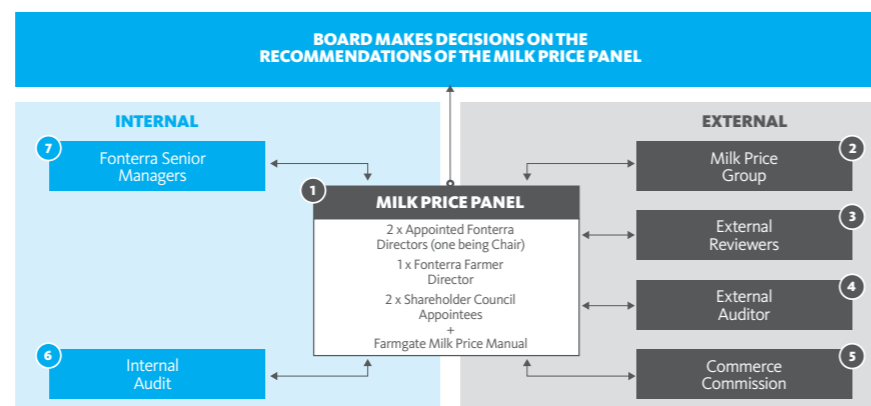 BOARD MAKES DECISIONS ON THE
RECOMMENDATIONS OF THE MILK PRICE PANEL
INTERNAL
7
Fonterra Senior
Managers
6
Internal
Audit
1
MILK PRICE PANEL
2 x Appointed Fonterra
Directors (one being Chair)
1 x Fonterra Farmer
Director
2 x Shareholder Council
Appointees
+
Farmgate Milk Price Manual
EXTERNAL
2
Milk Price
Group
3
External
Reviewers
4
External
Auditor
5
Commerce
Commission